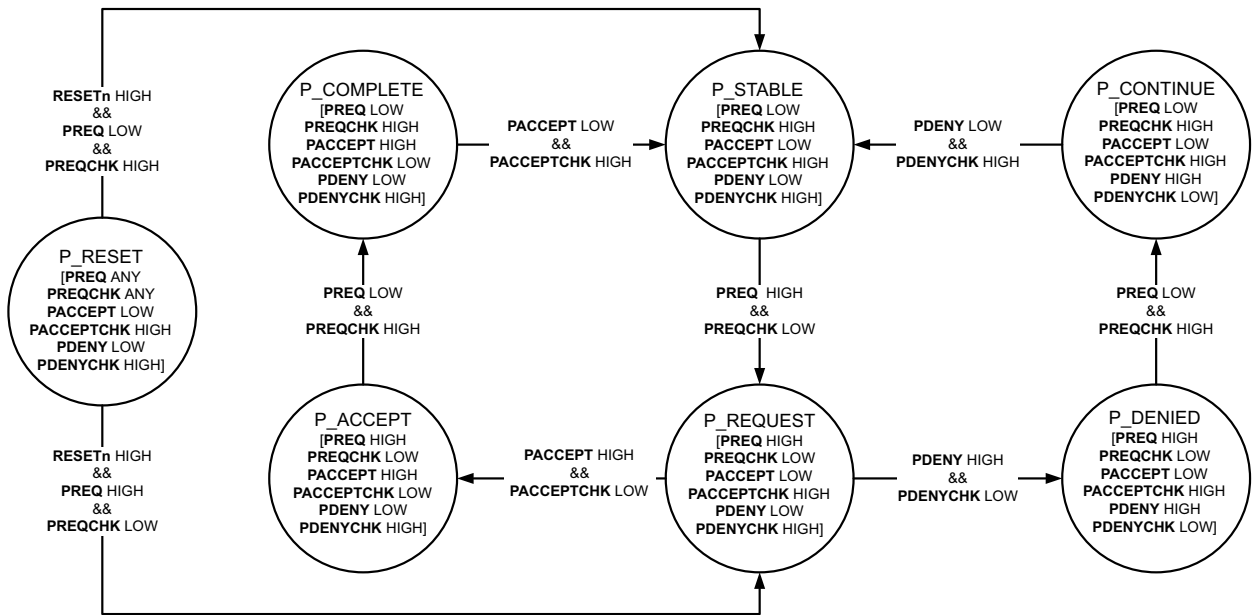 RESETn HIGH
&&
PREQ LOW
&&
PREQCHK HIGH
P_COMPLETE
[PREQ LOW
PREQCHK HIGH
PACCEPT HIGH
PACCEPTCHK LOW
PDENY LOW
PDENYCHK HIGH]
PACCEPT LOW
&&
PACCEPTCHK HIGH
P_STABLE
[PREQ LOW
PREQCHK HIGH
PACCEPT LOW
PACCEPTCHK HIGH
PDENY LOW
PDENYCHK HIGH]
PDENY LOW
&&
PDENYCHK HIGH
P_CONTINUE
[PREQ LOW
PREQCHK HIGH
PACCEPT LOW
PACCEPTCHK HIGH
PDENY HIGH
PDENYCHK LOW]
P_RESET
[PREQ ANY
PREQCHK ANY
PACCEPT LOW
PACCEPTCHK HIGH
PDENY LOW
PDENYCHK HIGH]
PREQ LOW
&&
PREQCHK HIGH
PREQ HIGH
&&
PREQCHK LOW
PREQ LOW
&&
PREQCHK HIGH
RESETn HIGH
&&
PREQ HIGH
&&
PREQCHK LOW
P_ACCEPT
[PREQ HIGH
PREQCHK LOW
PACCEPT HIGH
PACCEPTCHK LOW
PDENY LOW
PDENYCHK HIGH]
PACCEPT HIGH
&&
PACCEPTCHK LOW
P_REQUEST
[PREQ HIGH
PREQCHK LOW
PACCEPT LOW
PACCEPTCHK HIGH
PDENY LOW
PDENYCHK HIGH]
PDENY HIGH
&&
PDENYCHK LOW
P_DENIED
[PREQ HIGH
PREQCHK LOW
PACCEPT LOW
PACCEPTCHK HIGH
PDENY HIGH
PDENYCHK LOW]